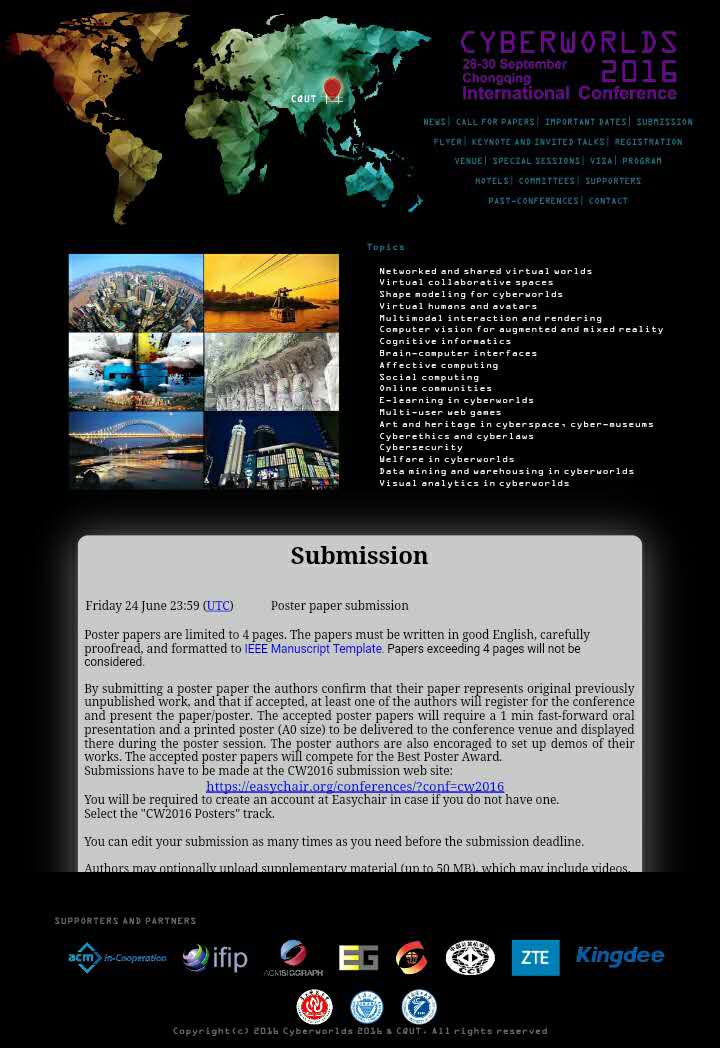 CYBERWORLDS
28-30 September
Chongqing
2016
International Conference
CQUT
NEWS| CALL FOR PAPERS| IMPORTANT DATES| SUBMISSION
FLYER| KEYNOTE AND INVITED TALKS| REGISTRATION
VENUE| SPECIAL SESSIONS| VISA| PROGRAM
HOTELS| COMMITTEES| SUPPORTERS
PAST-CONFERENCES| CONTACT
Topics
Networked and shared virtual worlds
Virtual collaborative spaces
Shape modeling for cyberworlds
Virtual humans and avatars
Multimodal interaction and rendering
Computer vision for augmented and mixed reality
Cognitive informatics
Brain-computer interfaces
Affective computing
Social computing
Online communities
E-learning in cyberworlds
Multi-user web games
Art and heritage in cyberspace, cyber-museums
Cyberethics and cyberlaws
Cybersecurity
Welfare in cyberworlds
Data mining and warehousing in cyberworlds
Visual analytics in cyberworlds
Submission
Friday 24 June 23:59 (UTC) Poster paper submission
Poster papers are limited to 4 pages. The papers must be written in good English, carefully
proofread, and formatted to IEEE Manuscript Template. Papers exceeding 4 pages will not be
considered.
By submitting a poster paper the authors confirm that their paper represents original previously
unpublished work, and that if accepted, at least one of the authors will register for the conference
and present the paper/poster. The accepted poster papers will require a 1 min fast-forward oral
presentation and a printed poster (A0 size) to be delivered to the conference venue and displayed
there during the poster session. The poster authors are also encoraged to set up demos of their
works. The accepted poster papers will compete for the Best Poster Award.
Submissions have to be made at the CW2016 submission web site:
https://easychair.org/conferences/?conf=cw2016
You will be required to create an account at Easychair in case if you do not have one.
Select the "CW2016 Posters" track.
You can edit your submission as many times as you need before the submission deadline.
Authors may optionally upload supplementary material (up to 50 MB), which may include videos,
SUPPORTERS AND PARTNERS
acm in-Cooperation
ifip
ACMSIGGRAPH
EG
CCF
ZTE
Kingdee
Copyright(c) 2016 Cyberworlds 2016 & CQUT. All rights reserved